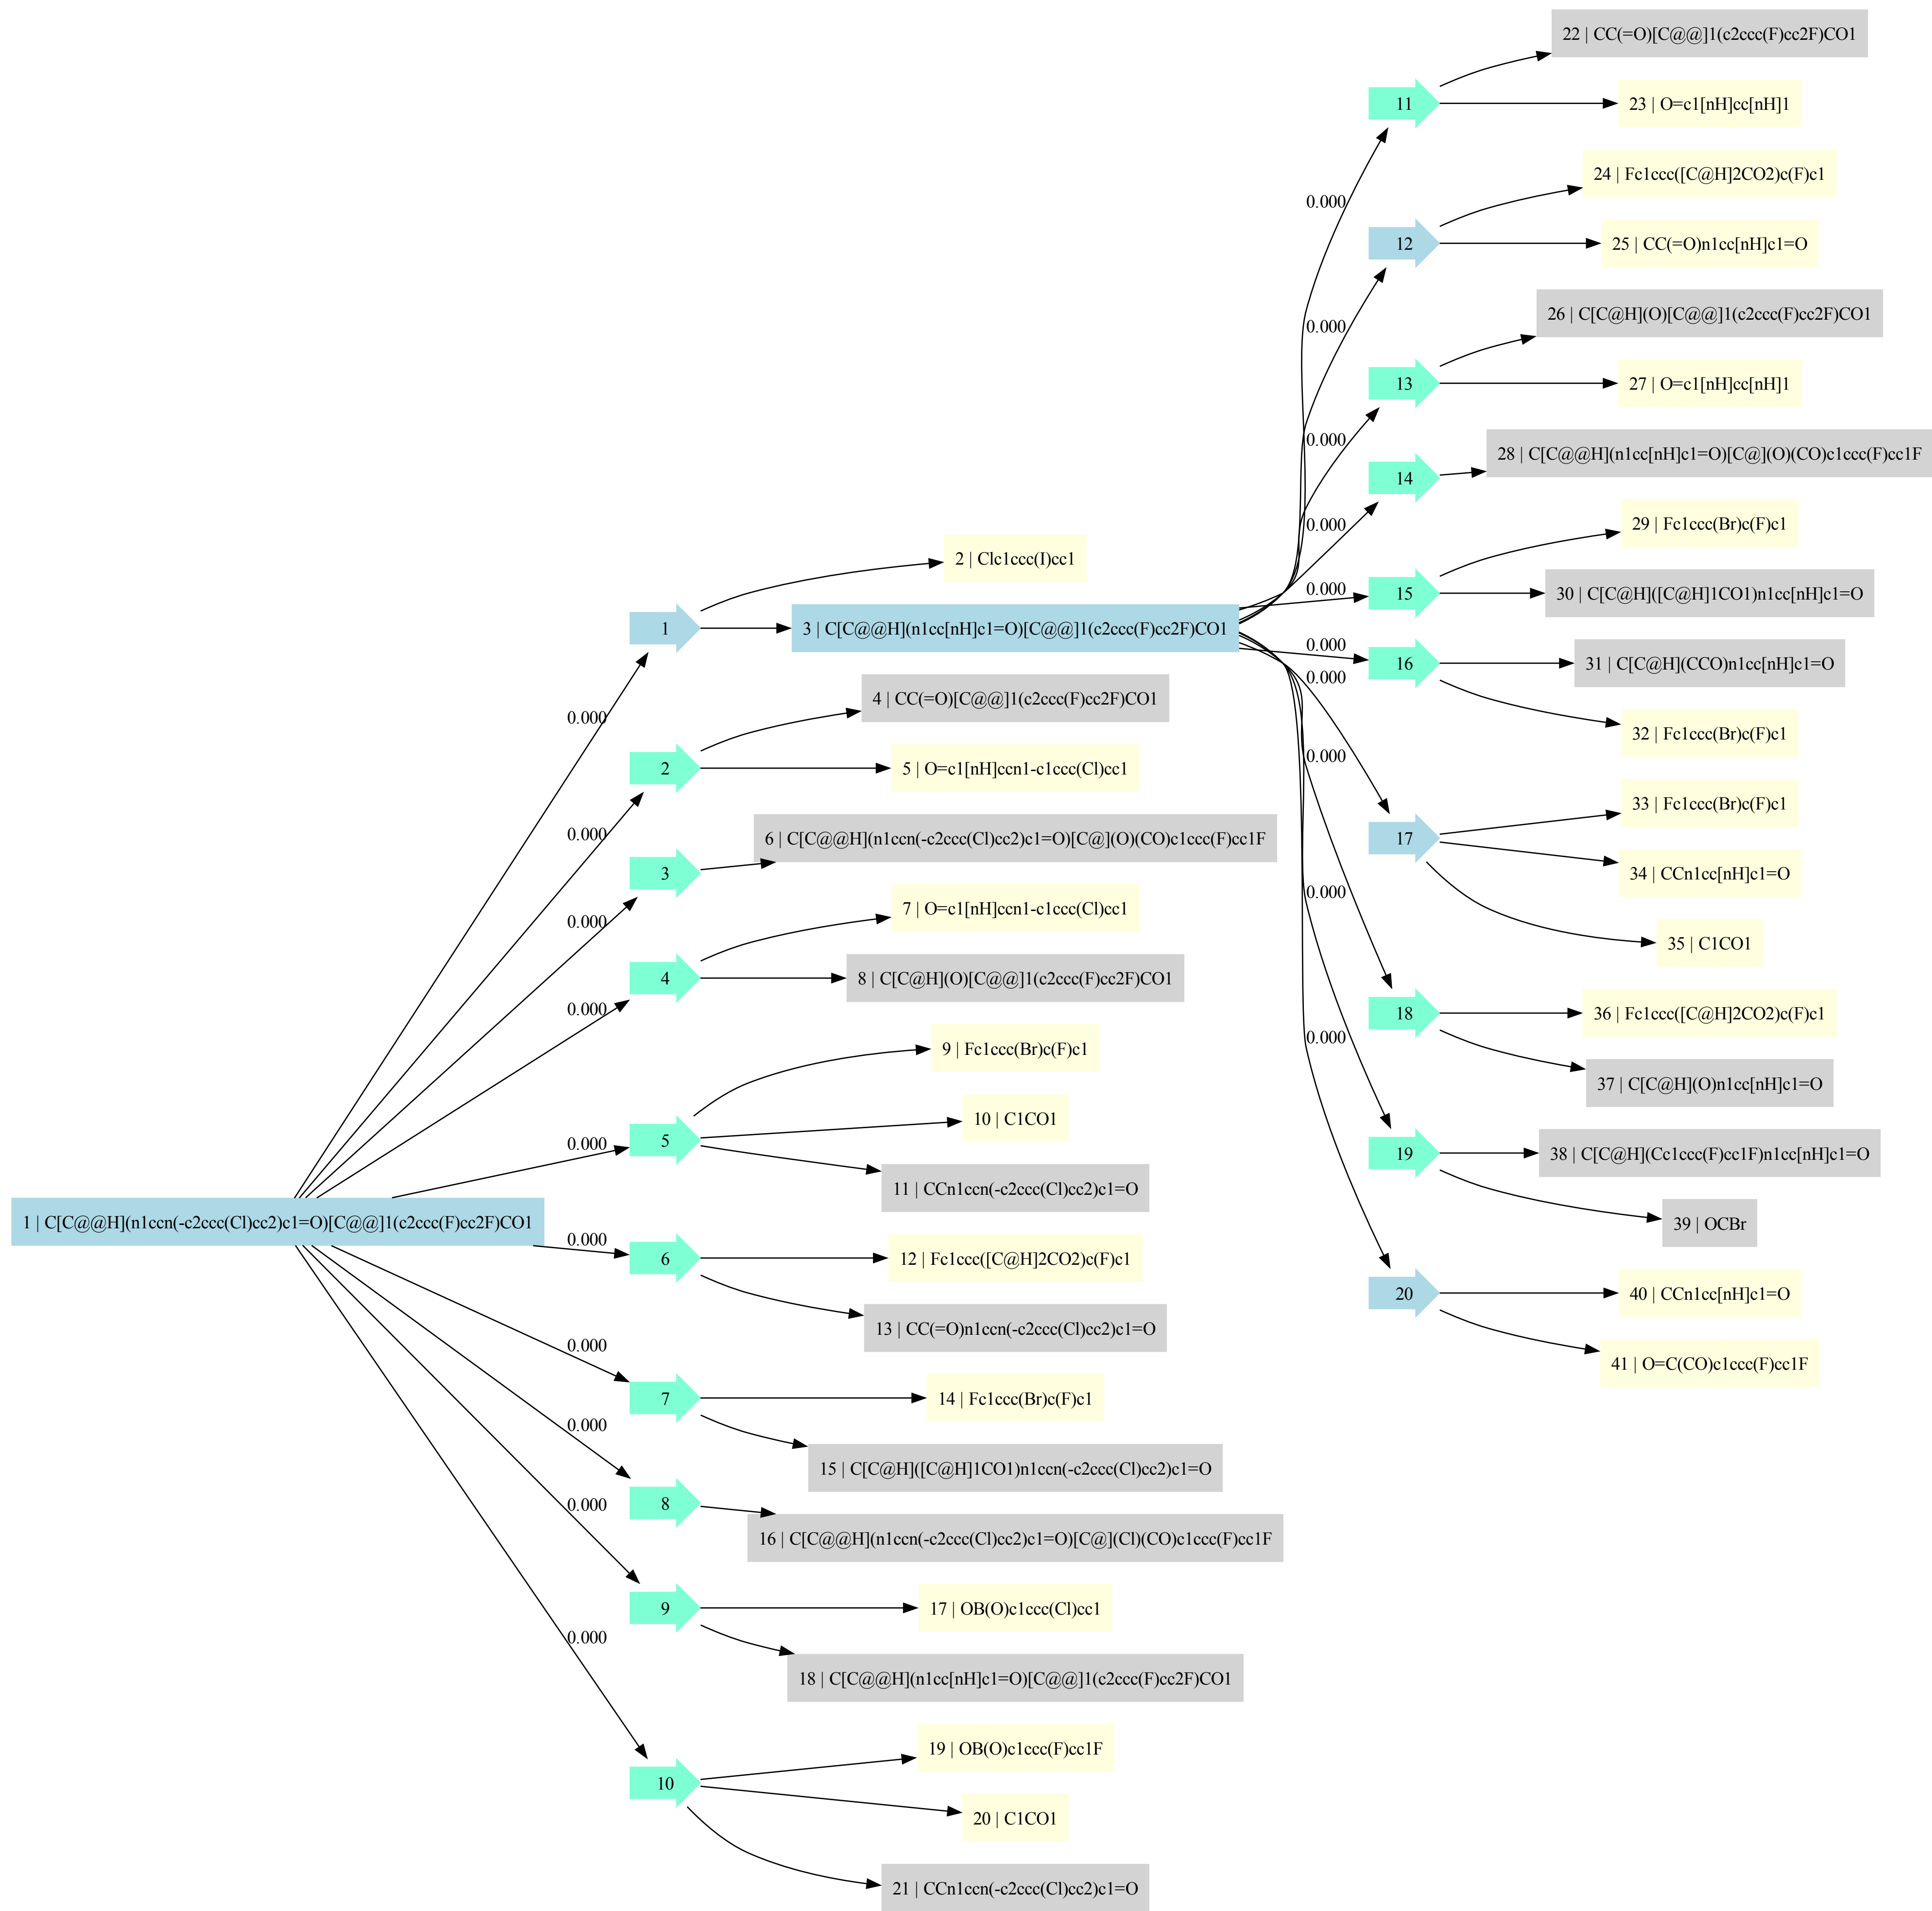 1 | C[C@@H](n1ccn(-c2ccc(Cl)cc2)c1=O)[C@@]1(c2ccc(F)cc2F)CO1
0.000
0.000
0.000
0.000
0.000
0.000
0.000
0.000
0.000
0.000
1
2
3
4
5
6
7
8
9
10
2 | Clc1ccc(I)cc1
3 | C[C@@H](n1cc[nH]c1=O)[C@@]1(c2ccc(F)cc2F)CO1
4 | CC(=O)[C@@]1(c2ccc(F)cc2F)CO1
5 | O=c1[nH]ccn1-c1ccc(Cl)cc1
6 | C[C@@H](n1ccn(-c2ccc(Cl)cc2)c1=O)[C@](O)(CO)c1ccc(F)cc1F
7 | O=c1[nH]ccn1-c1ccc(Cl)cc1
8 | C[C@H](O)[C@@]1(c2ccc(F)cc2F)CO1
9 | Fc1ccc(Br)c(F)c1
10 | C1CO1
11 | CCn1ccn(-c2ccc(Cl)cc2)c1=O
12 | Fc1ccc([C@H]2CO2)c(F)c1
13 | CC(=O)n1ccn(-c2ccc(Cl)cc2)c1=O
14 | Fc1ccc(Br)c(F)c1
15 | C[C@H]([C@H]1CO1)n1ccn(-c2ccc(Cl)cc2)c1=O
16 | C[C@@H](n1ccn(-c2ccc(Cl)cc2)c1=O)[C@](Cl)(CO)c1ccc(F)cc1F
17 | OB(O)c1ccc(Cl)cc1
18 | C[C@@H](n1cc[nH]c1=O)[C@@]1(c2ccc(F)cc2F)CO1
19 | OB(O)c1ccc(F)cc1F
20 | C1CO1
21 | CCn1ccn(-c2ccc(Cl)cc2)c1=O
0.000
0.000
0.000
0.000
0.000
0.000
0.000
0.000
0.000
0.000
11
12
13
14
15
16
17
18
19
20
22 | CC(=O)[C@@]1(c2ccc(F)cc2F)CO1
23 | O=c1[nH]cc[nH]1
24 | Fc1ccc([C@H]2CO2)c(F)c1
25 | CC(=O)n1cc[nH]c1=O
26 | C[C@H](O)[C@@]1(c2ccc(F)cc2F)CO1
27 | O=c1[nH]cc[nH]1
28 | C[C@@H](n1cc[nH]c1=O)[C@](O)(CO)c1ccc(F)cc1F
29 | Fc1ccc(Br)c(F)c1
30 | C[C@H]([C@H]1CO1)n1cc[nH]c1=O
31 | C[C@H](CCO)n1cc[nH]c1=O
32 | Fc1ccc(Br)c(F)c1
33 | Fc1ccc(Br)c(F)c1
34 | CCn1cc[nH]c1=O
35 | C1CO1
36 | Fc1ccc([C@H]2CO2)c(F)c1
37 | C[C@H](O)n1cc[nH]c1=O
38 | C[C@H](Cc1ccc(F)cc1F)n1cc[nH]c1=O
39 | OCBr
40 | CCn1cc[nH]c1=O
41 | O=C(CO)c1ccc(F)cc1F